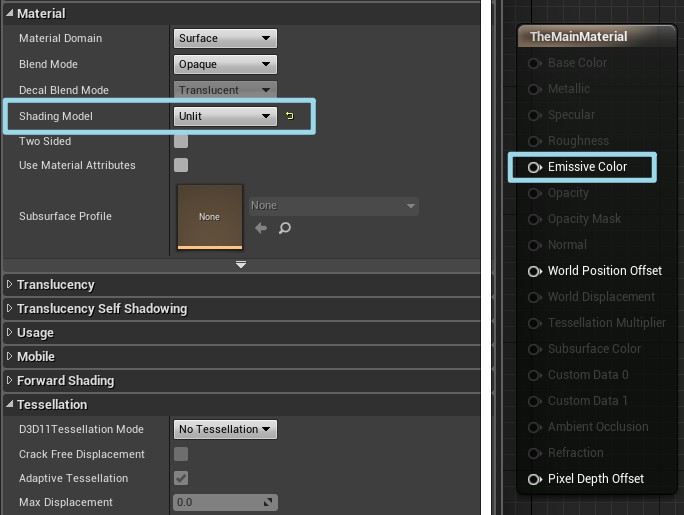 Material
Material Domain
Surface
Blend Mode
Opaque
Decal Blend Mode
Translucent
Shading Model
Unlit
Two Sided
Use Material Attributes
Subsurface Profile
None
None
Translucency
Translucency Self Shadowing
Usage
Mobile
Forward Shading
Tessellation
D3D11Tessellation Mode
No Tessellation
Crack Free Displacement
Adaptive Tessellation
Max Displacement
0.0
TheMainMaterial
Base Color
Metallic
Specular
Roughness
Emissive Color
Opacity
Opacity Mask
Normal
World Position Offset
World Displacement
Tessellation Multiplier
Subsurface Color
Custom Data 0
Custom Data 1
Ambient Occlusion
Refraction
Pixel Depth Offset